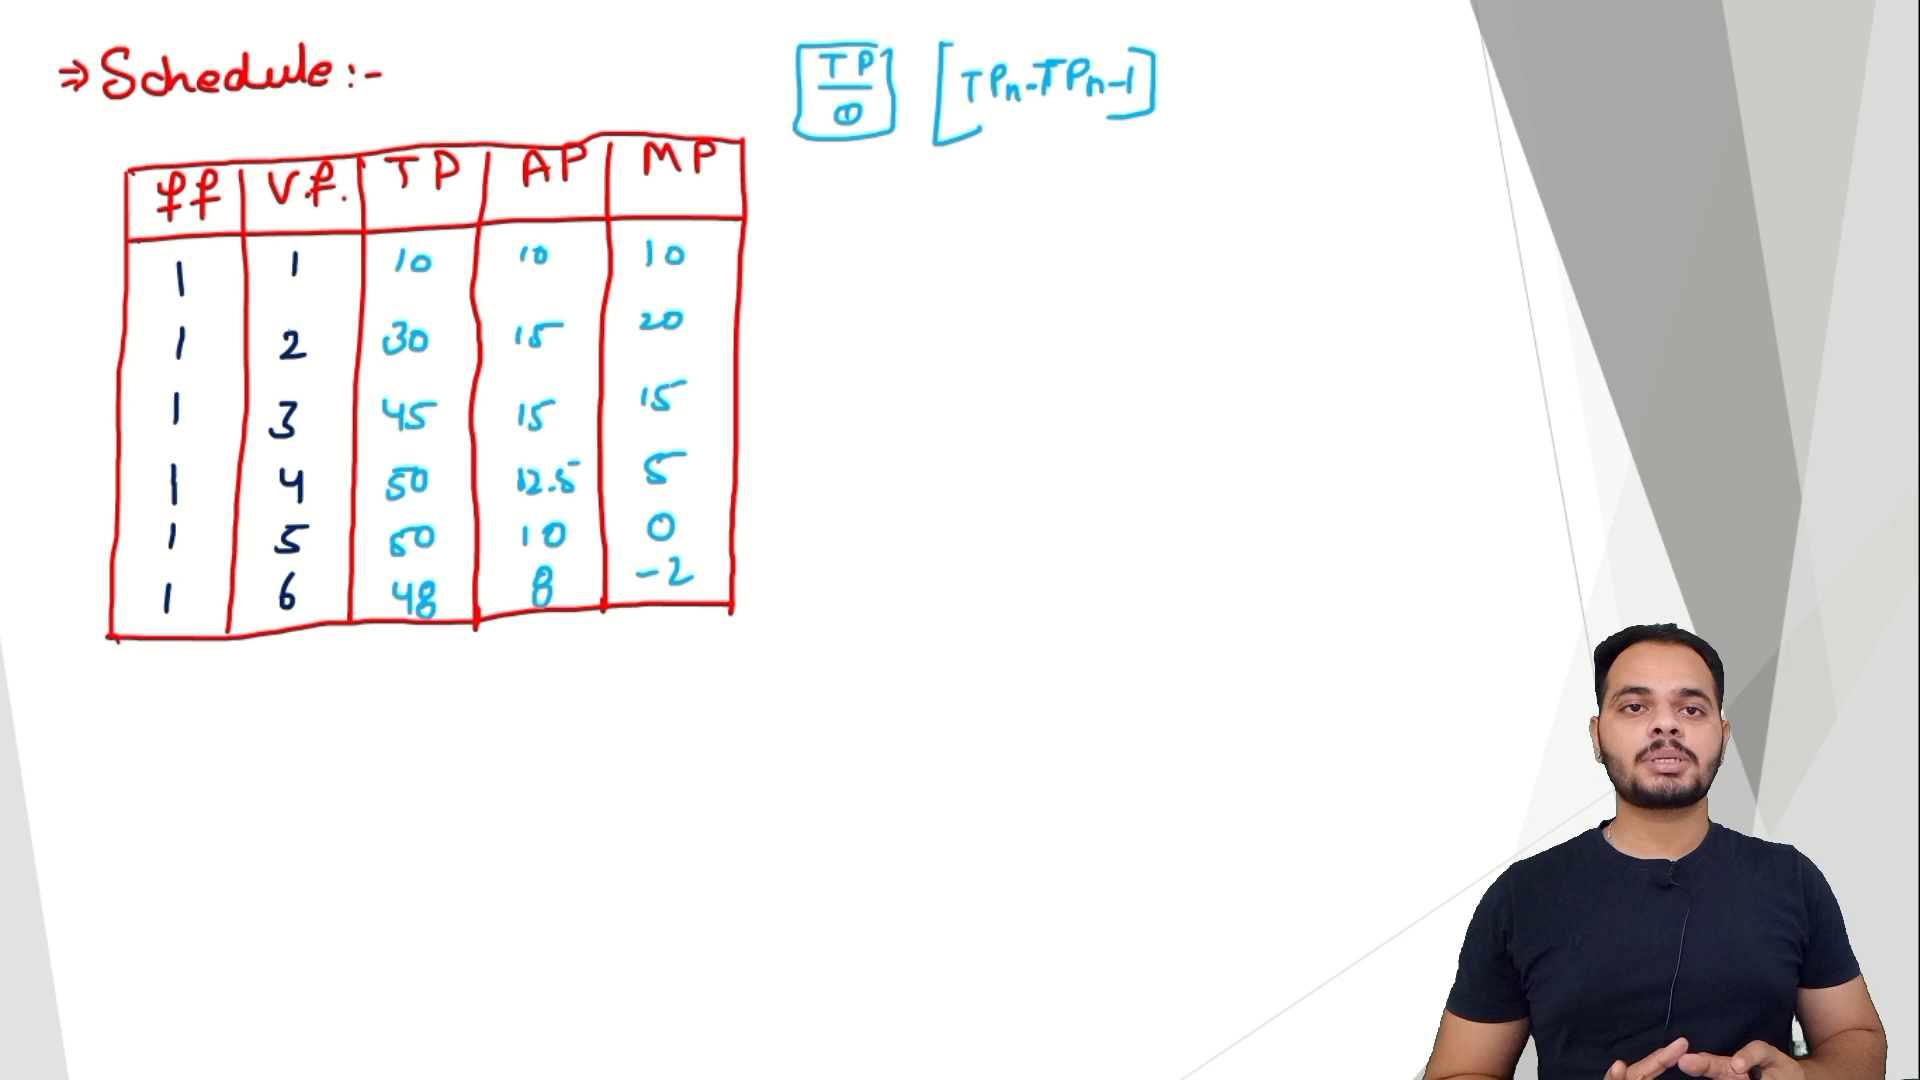 ⇒ Schedule :-
TP/Q [TPn - TPn-1]
ff Vf. TP AP MP
1 1 10 10 10
1 2 30 15 20
1 3 45 15 15
1 4 50 12.5 5
1 5 50 10 0
1 6 48 8 -2